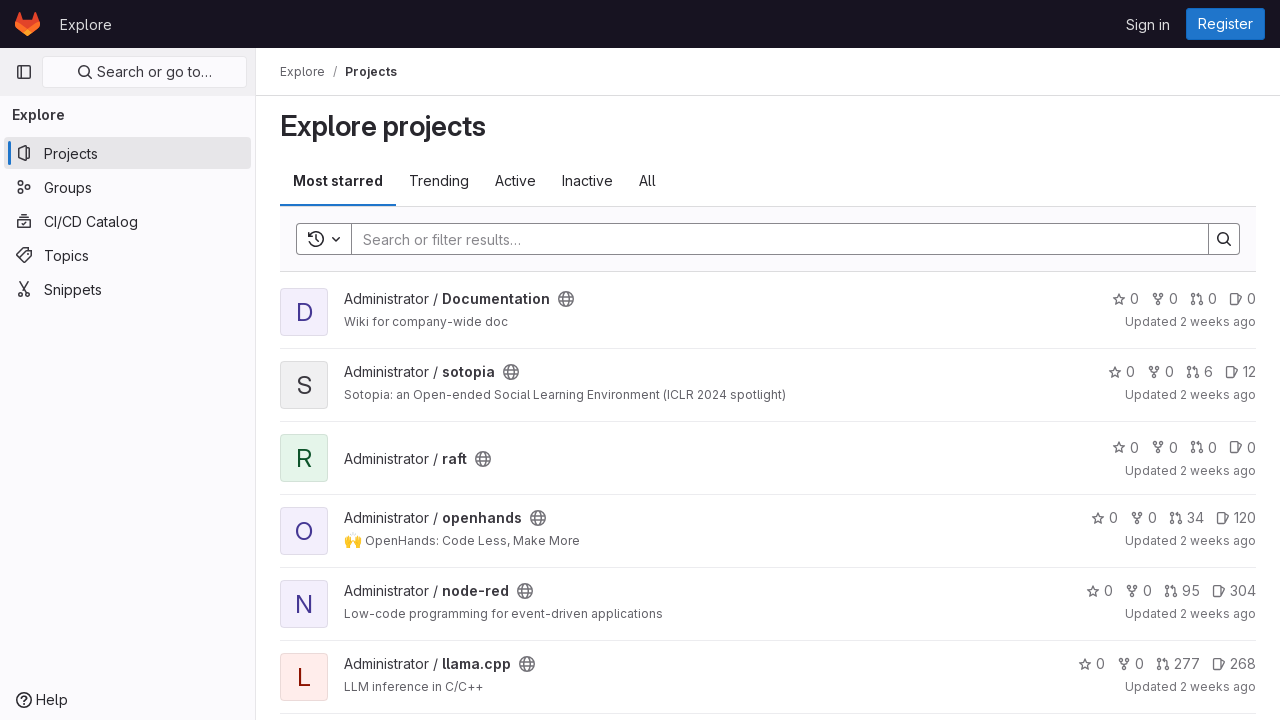 Explore
Sign in
Register
Search or go to…
Explore / Projects
Explore
Projects
Groups
CI/CD Catalog
Topics
Snippets
Help
Explore projects
Most starred
Trending
Active
Inactive
All
Search or filter results…
D
Administrator / Documentation
0 0 0 0
Wiki for company-wide doc
Updated 2 weeks ago
S
Administrator / sotopia
0 0 6 12
Sotopia: an Open-ended Social Learning Environment (ICLR 2024 spotlight)
Updated 2 weeks ago
R
Administrator / raft
0 0 0 0
Updated 2 weeks ago
O
Administrator / openhands
0 0 34 120
🙌 OpenHands: Code Less, Make More
Updated 2 weeks ago
N
Administrator / node-red
0 0 95 304
Low-code programming for event-driven applications
Updated 2 weeks ago
L
Administrator / llama.cpp
0 0 277 268
LLM inference in C/C++
Updated 2 weeks ago